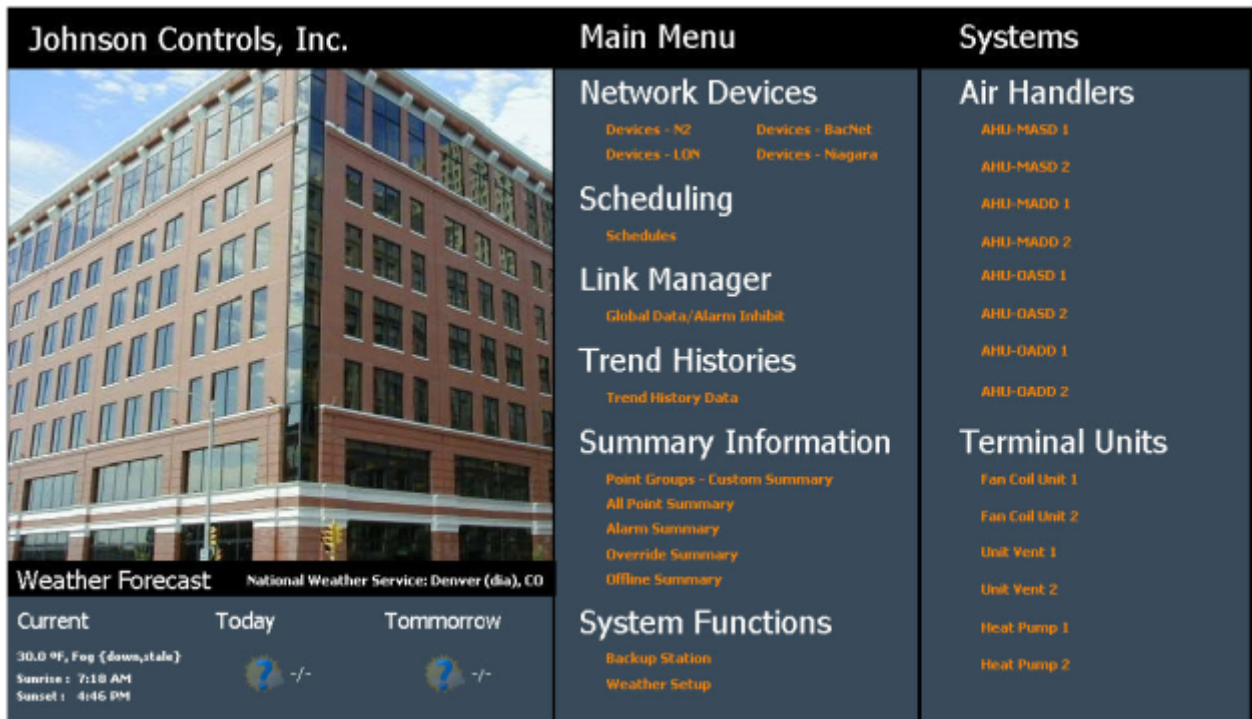 Johnson Controls, Inc.
Weather Forecast
National Weather Service: Denver (dia), CO
Current
30.0 ºF, Fog {down,stale}
Sunrise : 7:18 AM
Sunset : 4:46 PM
Today
-/-
Tommorrow
-/-
Main Menu
Network Devices
Devices - N2
Devices - BacNet
Devices - LON
Devices - Niagara
Scheduling
Schedules
Link Manager
Global Data/Alarm Inhibit
Trend Histories
Trend History Data
Summary Information
Point Groups - Custom Summary
All Point Summary
Alarm Summary
Override Summary
Offline Summary
System Functions
Backup Station
Weather Setup
Systems
Air Handlers
AHU-MASD 1
AHU-MASD 2
AHU-MADD 1
AHU-MADD 2
AHU-OASD 1
AHU-OASD 2
AHU-OADD 1
AHU-OADD 2
Terminal Units
Fan Coil Unit 1
Fan Coil Unit 2
Unit Vent 1
Unit Vent 2
Heat Pump 1
Heat Pump 2